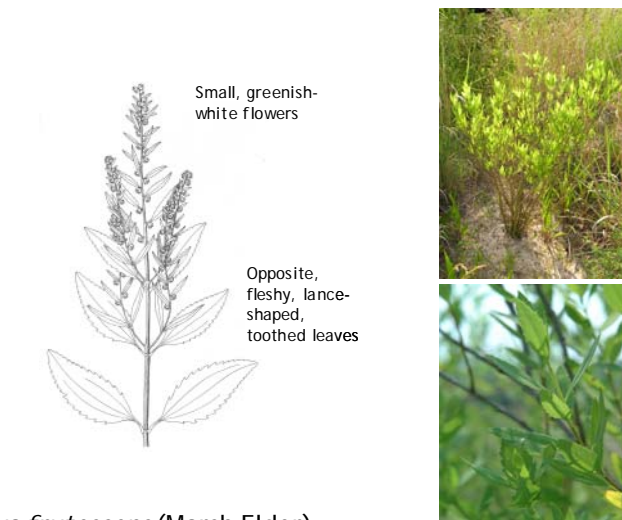 Small, greenish-
white flowers
Opposite,
fleshy, lance-
shaped,
toothed leaves
frutescens (Marsh Elder)